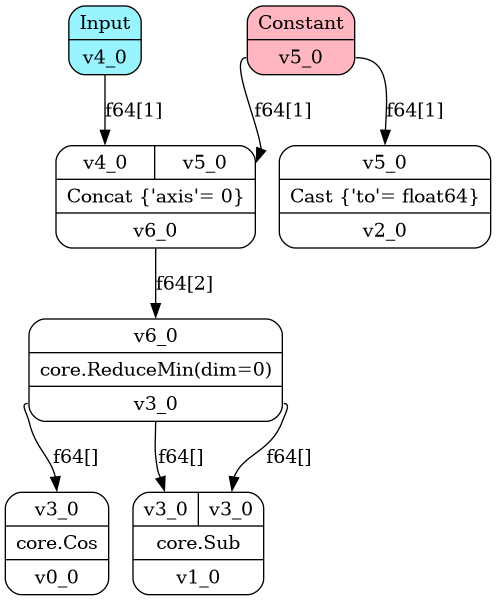 Input
v4_0
Constant
v5_0
f64[1]
f64[1]
f64[1]
v4_0 v5_0
Concat {'axis'= 0}
v6_0
v5_0
Cast {'to'= float64}
v2_0
f64[2]
v6_0
core.ReduceMin(dim=0)
v3_0
f64[]
f64[]
f64[]
v3_0
core.Cos
v0_0
v3_0 v3_0
core.Sub
v1_0